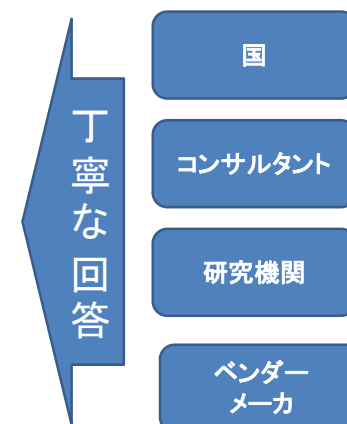 丁寧な回答
国
コンサルタント
研究機関
ベンダー
メーカ